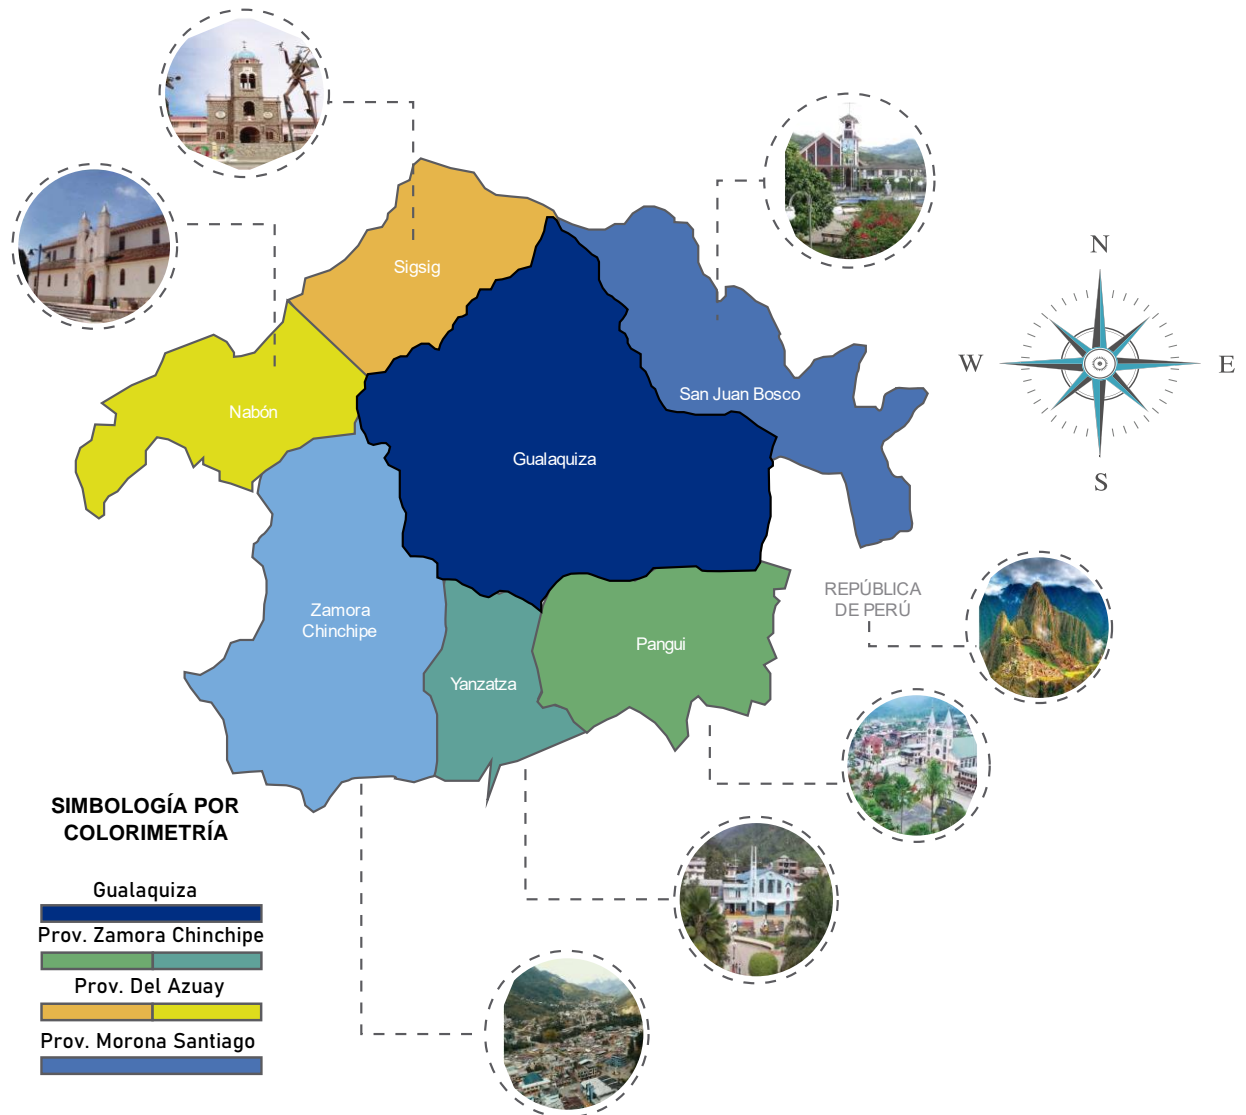 Sigsig
Nabón
San Juan Bosco
Gualaquiza
Zamora
Chinchipe
Yanzatza
Pangui
N
W
E
S
REPÚBLICA
DE PERÚ
SIMBOLOGÍA POR
COLORIMETRÍA
Gualaquiza
Prov. Zamora Chinchipe
Prov. Del Azuay
Prov. Morona Santiago